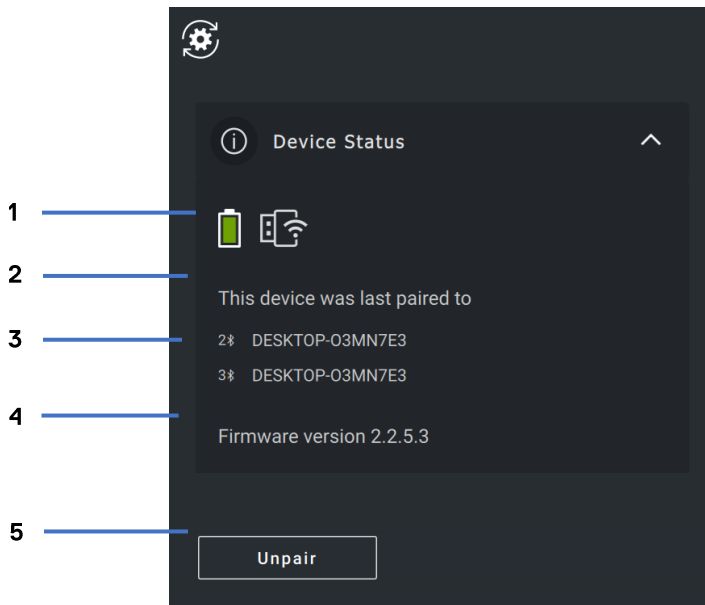 Device Status
1
2
This device was last paired to
3
2 DESKTOP-O3MN7E3
3 DESKTOP-O3MN7E3
4
Firmware version 2.2.5.3
5
Unpair